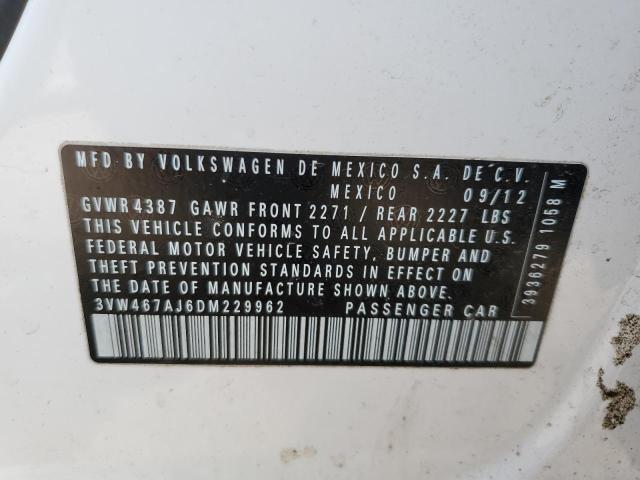 MFD BY VOLKSWAGEN DE MEXICO S.A. DE C.V.
MEXICO 09/12
GVWR 4387 GAWR FRONT 2271 / REAR 2227 LBS
THIS VEHICLE CONFORMS TO ALL APPLICABLE U.S.
FEDERAL MOTOR VEHICLE SAFETY, BUMPER AND
THEFT PREVENTION STANDARDS IN EFFECT ON
THE DATE OF MANUFACTURE SHOWN ABOVE.
3VW467AJ6DM229962 PASSENGER CAR
3936279 1058 M